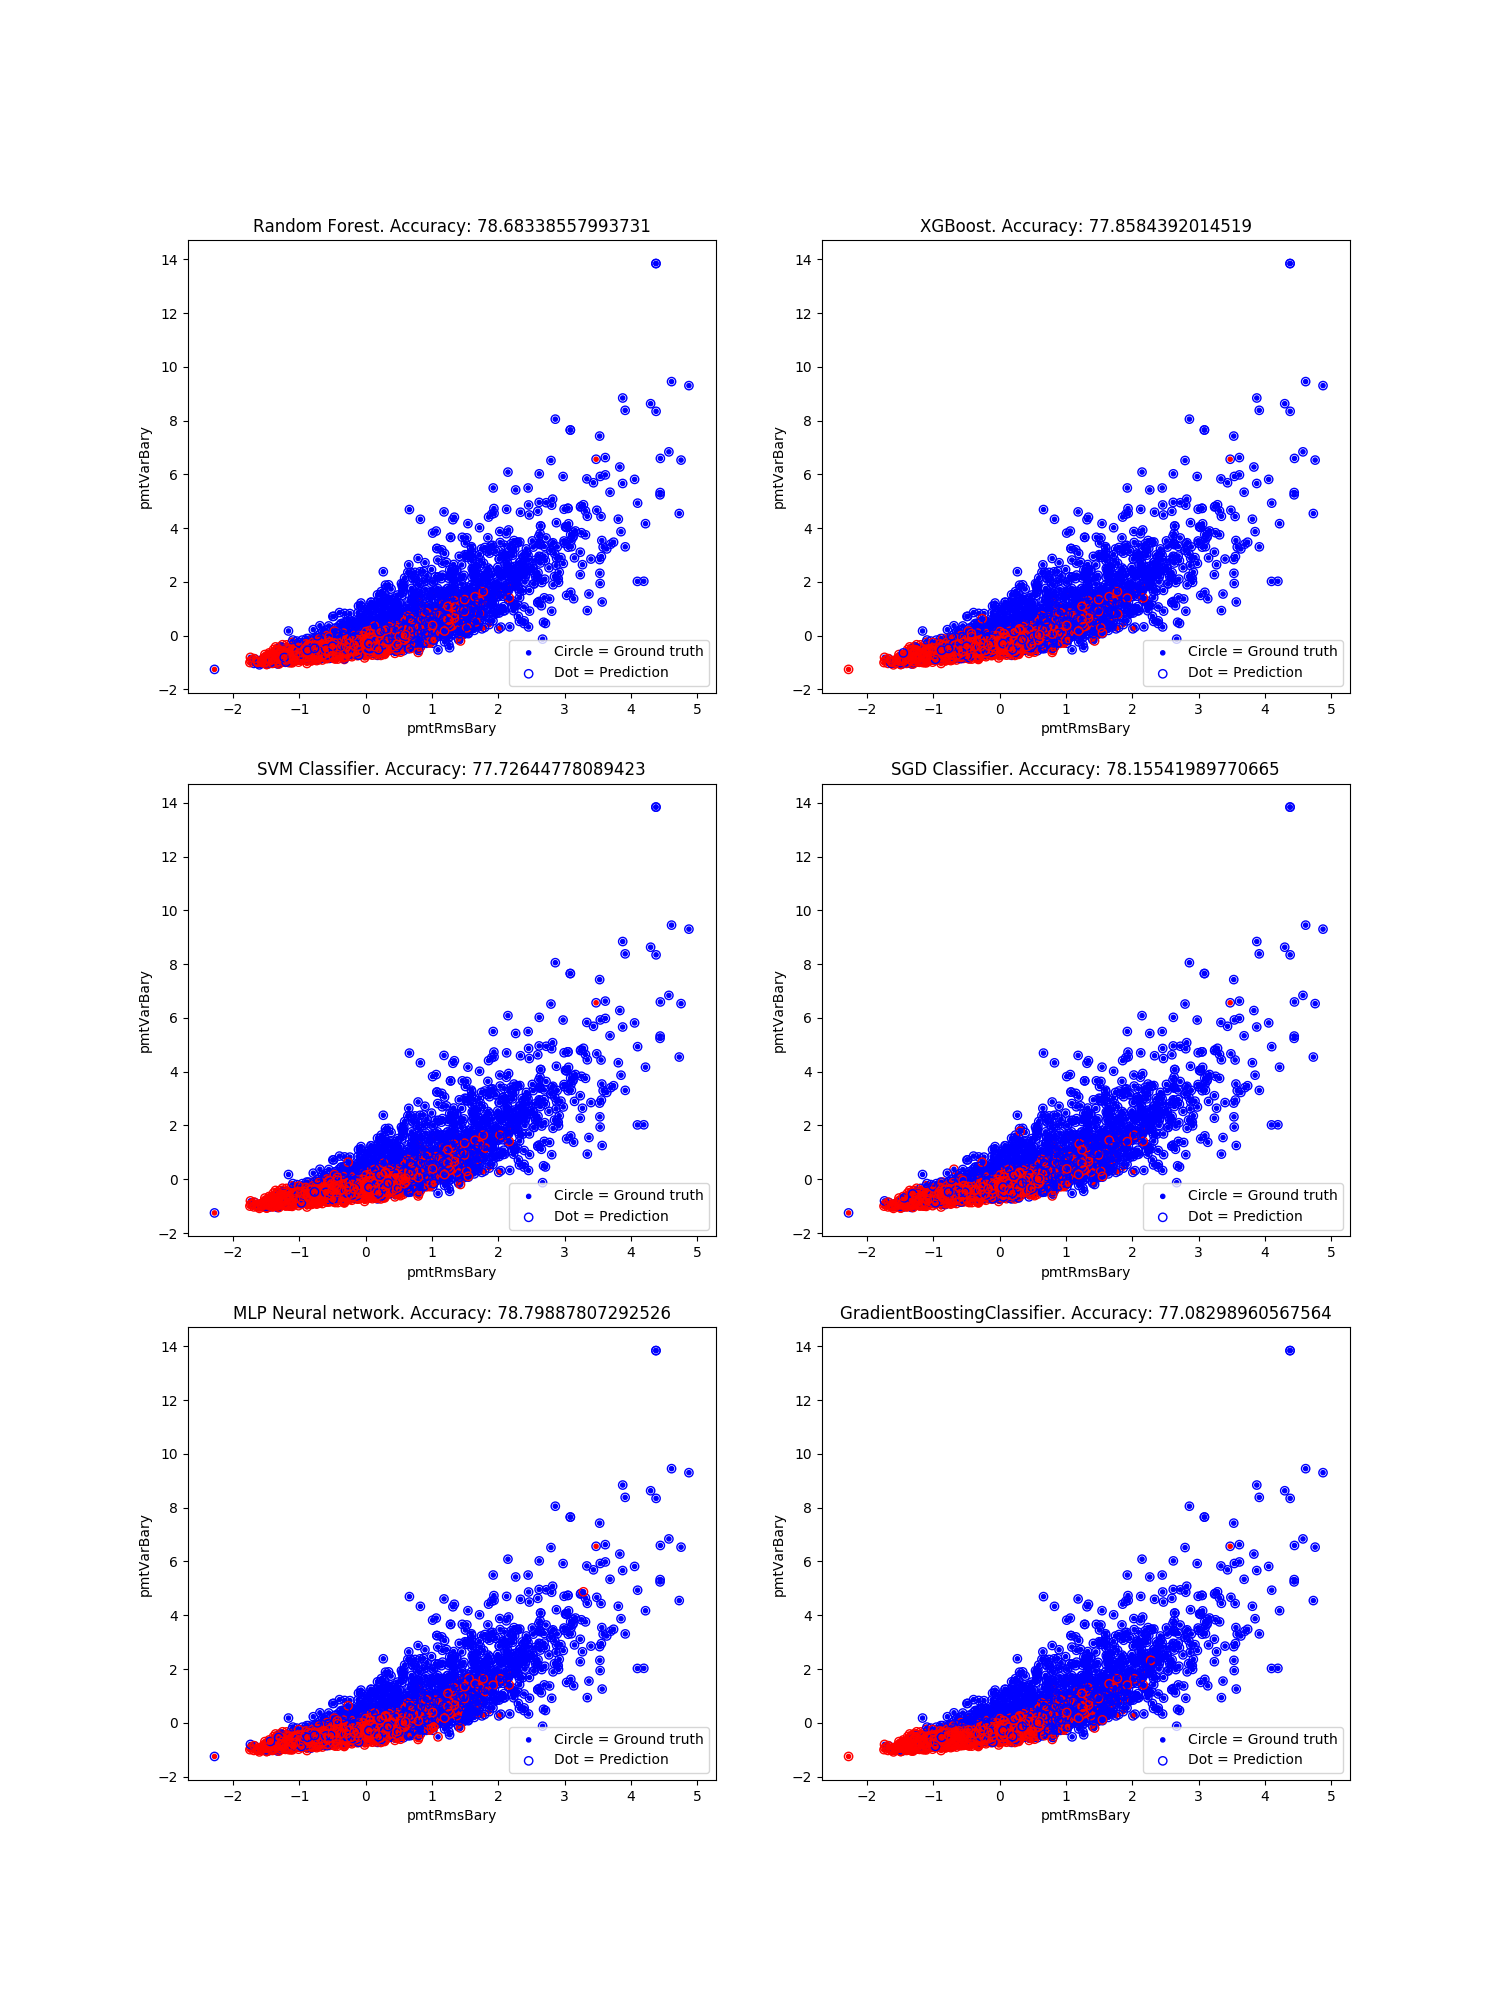 Random Forest. Accuracy: 78.68338557993731
14
12
10
8
6
4
2
0
−2
pmtVarBary
Circle = Ground truth
Dot = Prediction
−2 −1 0 1 2 3 4 5
pmtRmsBary
XGBoost. Accuracy: 77.8584392014519
14
12
10
8
6
4
2
0
−2
pmtVarBary
Circle = Ground truth
Dot = Prediction
−2 −1 0 1 2 3 4 5
pmtRmsBary
SVM Classifier. Accuracy: 77.72644778089423
14
12
10
8
6
4
2
0
−2
pmtVarBary
Circle = Ground truth
Dot = Prediction
−2 −1 0 1 2 3 4 5
pmtRmsBary
SGD Classifier. Accuracy: 78.15541989770665
14
12
10
8
6
4
2
0
−2
pmtVarBary
Circle = Ground truth
Dot = Prediction
−2 −1 0 1 2 3 4 5
pmtRmsBary
MLP Neural network. Accuracy: 78.79887807292526
14
12
10
8
6
4
2
0
−2
pmtVarBary
Circle = Ground truth
Dot = Prediction
−2 −1 0 1 2 3 4 5
pmtRmsBary
GradientBoostingClassifier. Accuracy: 77.08298960567564
14
12
10
8
6
4
2
0
−2
pmtVarBary
Circle = Ground truth
Dot = Prediction
−2 −1 0 1 2 3 4 5
pmtRmsBary